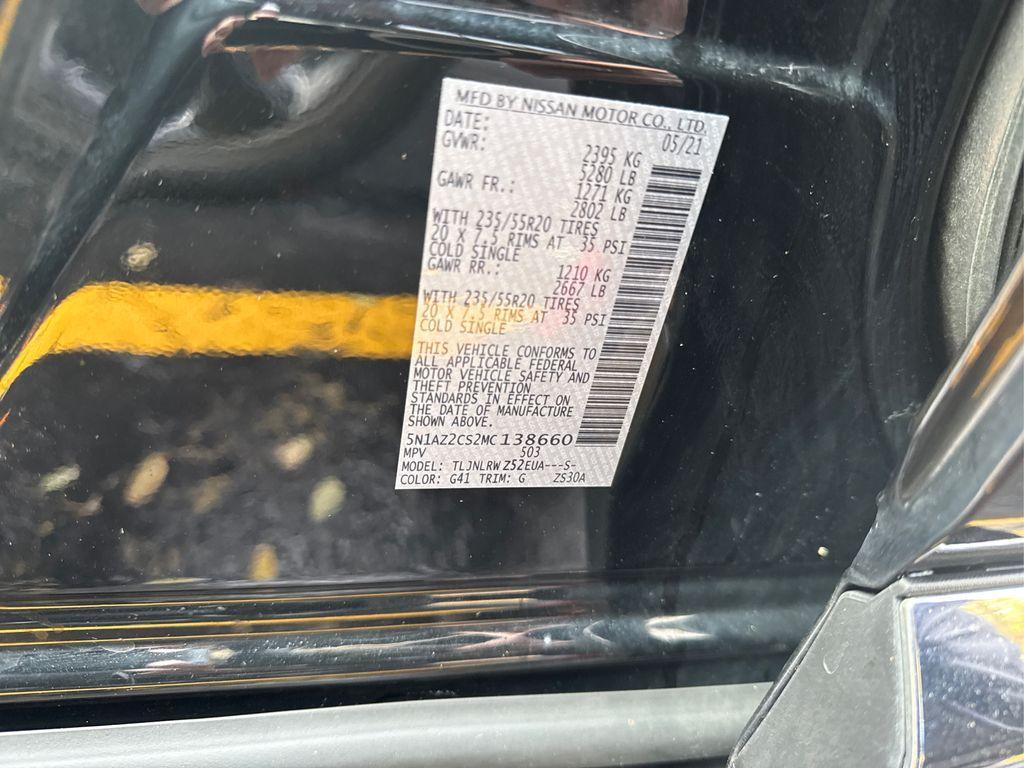 MFD BY NISSAN MOTOR CO., LTD.
DATE: 05/21
GVWR: 2395 KG
5280 LB
GAWR FR.: 1271 KG
2802 LB
WITH 235/55R20 TIRES
20 X 7.5 RIMS AT 35 PSI
COLD SINGLE
GAWR RR.: 1210 KG
2667 LB
WITH 235/55R20 TIRES
20 X 7.5 RIMS AT 35 PSI
COLD SINGLE
THIS VEHICLE CONFORMS TO
ALL APPLICABLE FEDERAL
MOTOR VEHICLE SAFETY AND
THEFT PREVENTION
STANDARDS IN EFFECT ON
THE DATE OF MANUFACTURE
SHOWN ABOVE.
5N1AZ2CS2MC138660
MPV 503
MODEL: TLJNLRWZ52EUA---S-
COLOR: G41 TRIM: G ZS30A